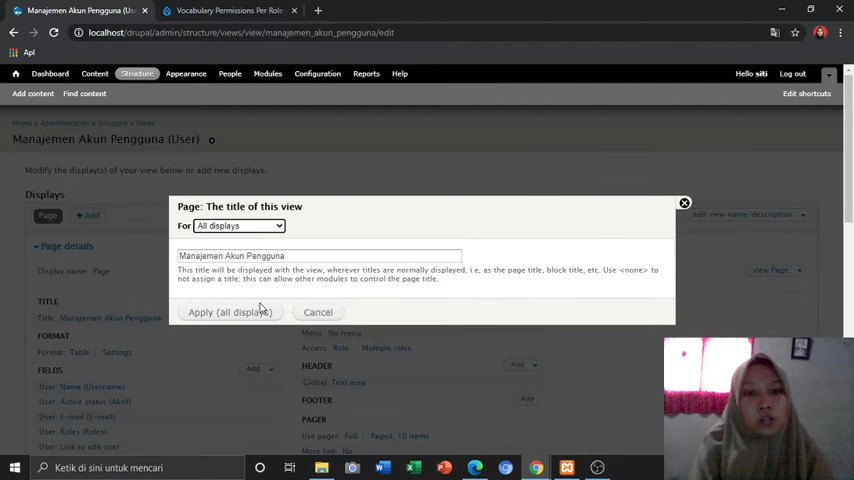 Manajemen Akun Pengguna (Us
Vocabulary Permissions Per Role
localhost/drupal/admin/structure/views/view/manajemen_akun_pengguna/edit
Apl
Dashboard Content Structure Appearance People Modules Configuration Reports Help
Hello siti Log out
Add content Find content
Edit shortcuts
Home » Administration » Structure » Views
Manajemen Akun Pengguna (User)
Modify the display(s) of your view below or add new displays.
Displays
Page
+ Add
edit view name/description
Page: The title of this view
For All displays
Manajemen Akun Pengguna
This title will be displayed with the view, wherever titles are normally displayed; i.e, as the page title, block title, etc. Use <none> to
not assign a title; this can allow other modules to control the page title.
Apply (all displays)
Cancel
Page details
Display name: Page
view Page
TITLE
Title: Manajemen Akun Pengguna
FORMAT
Format: Table | Settings
FIELDS
Add
User: Name (Username)
User: Active status (Aktif)
User: E-mail (E-mail)
User: Roles (Roles)
User: Link to edit user
Menu: No menu
Access: Role | Multiple roles
HEADER
Add
Global: Text area
FOOTER
Add
PAGER
Use pager: Full | Paged, 10 items
More link: No
Ketik di sini untuk mencari